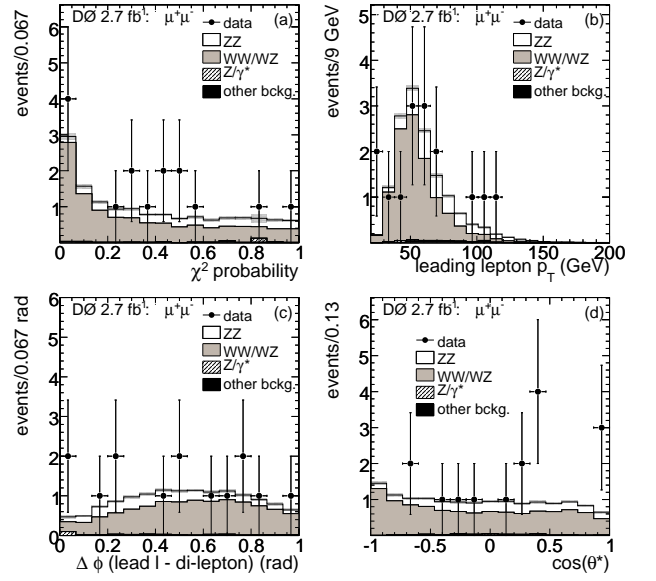 DØ 2.7 fb⁻¹: μ⁺μ⁻ (a)
data
ZZ
WW/WZ
Z/γ*
other bckg.
events/0.067
6
5
4
3
2
1
0 0.2 0.4 0.6 0.8 1
χ² probability
DØ 2.7 fb⁻¹: μ⁺μ⁻ (b)
data
ZZ
WW/WZ
Z/γ*
other bckg.
events/9 GeV
5
4
3
2
1
50 100 150 200
leading lepton p_T (GeV)
DØ 2.7 fb⁻¹: μ⁺μ⁻ (c)
data
ZZ
WW/WZ
Z/γ*
other bckg.
events/0.067 rad
5
4
3
2
1
0
0 0.2 0.4 0.6 0.8 1
Δ φ (lead l - di-lepton) (rad)
DØ 2.7 fb⁻¹: μ⁺μ⁻ (d)
data
ZZ
WW/WZ
Z/γ*
other bckg.
events/0.13
6
5
4
3
2
1
-1 -0.5 0 0.5 1
cos(θ*)